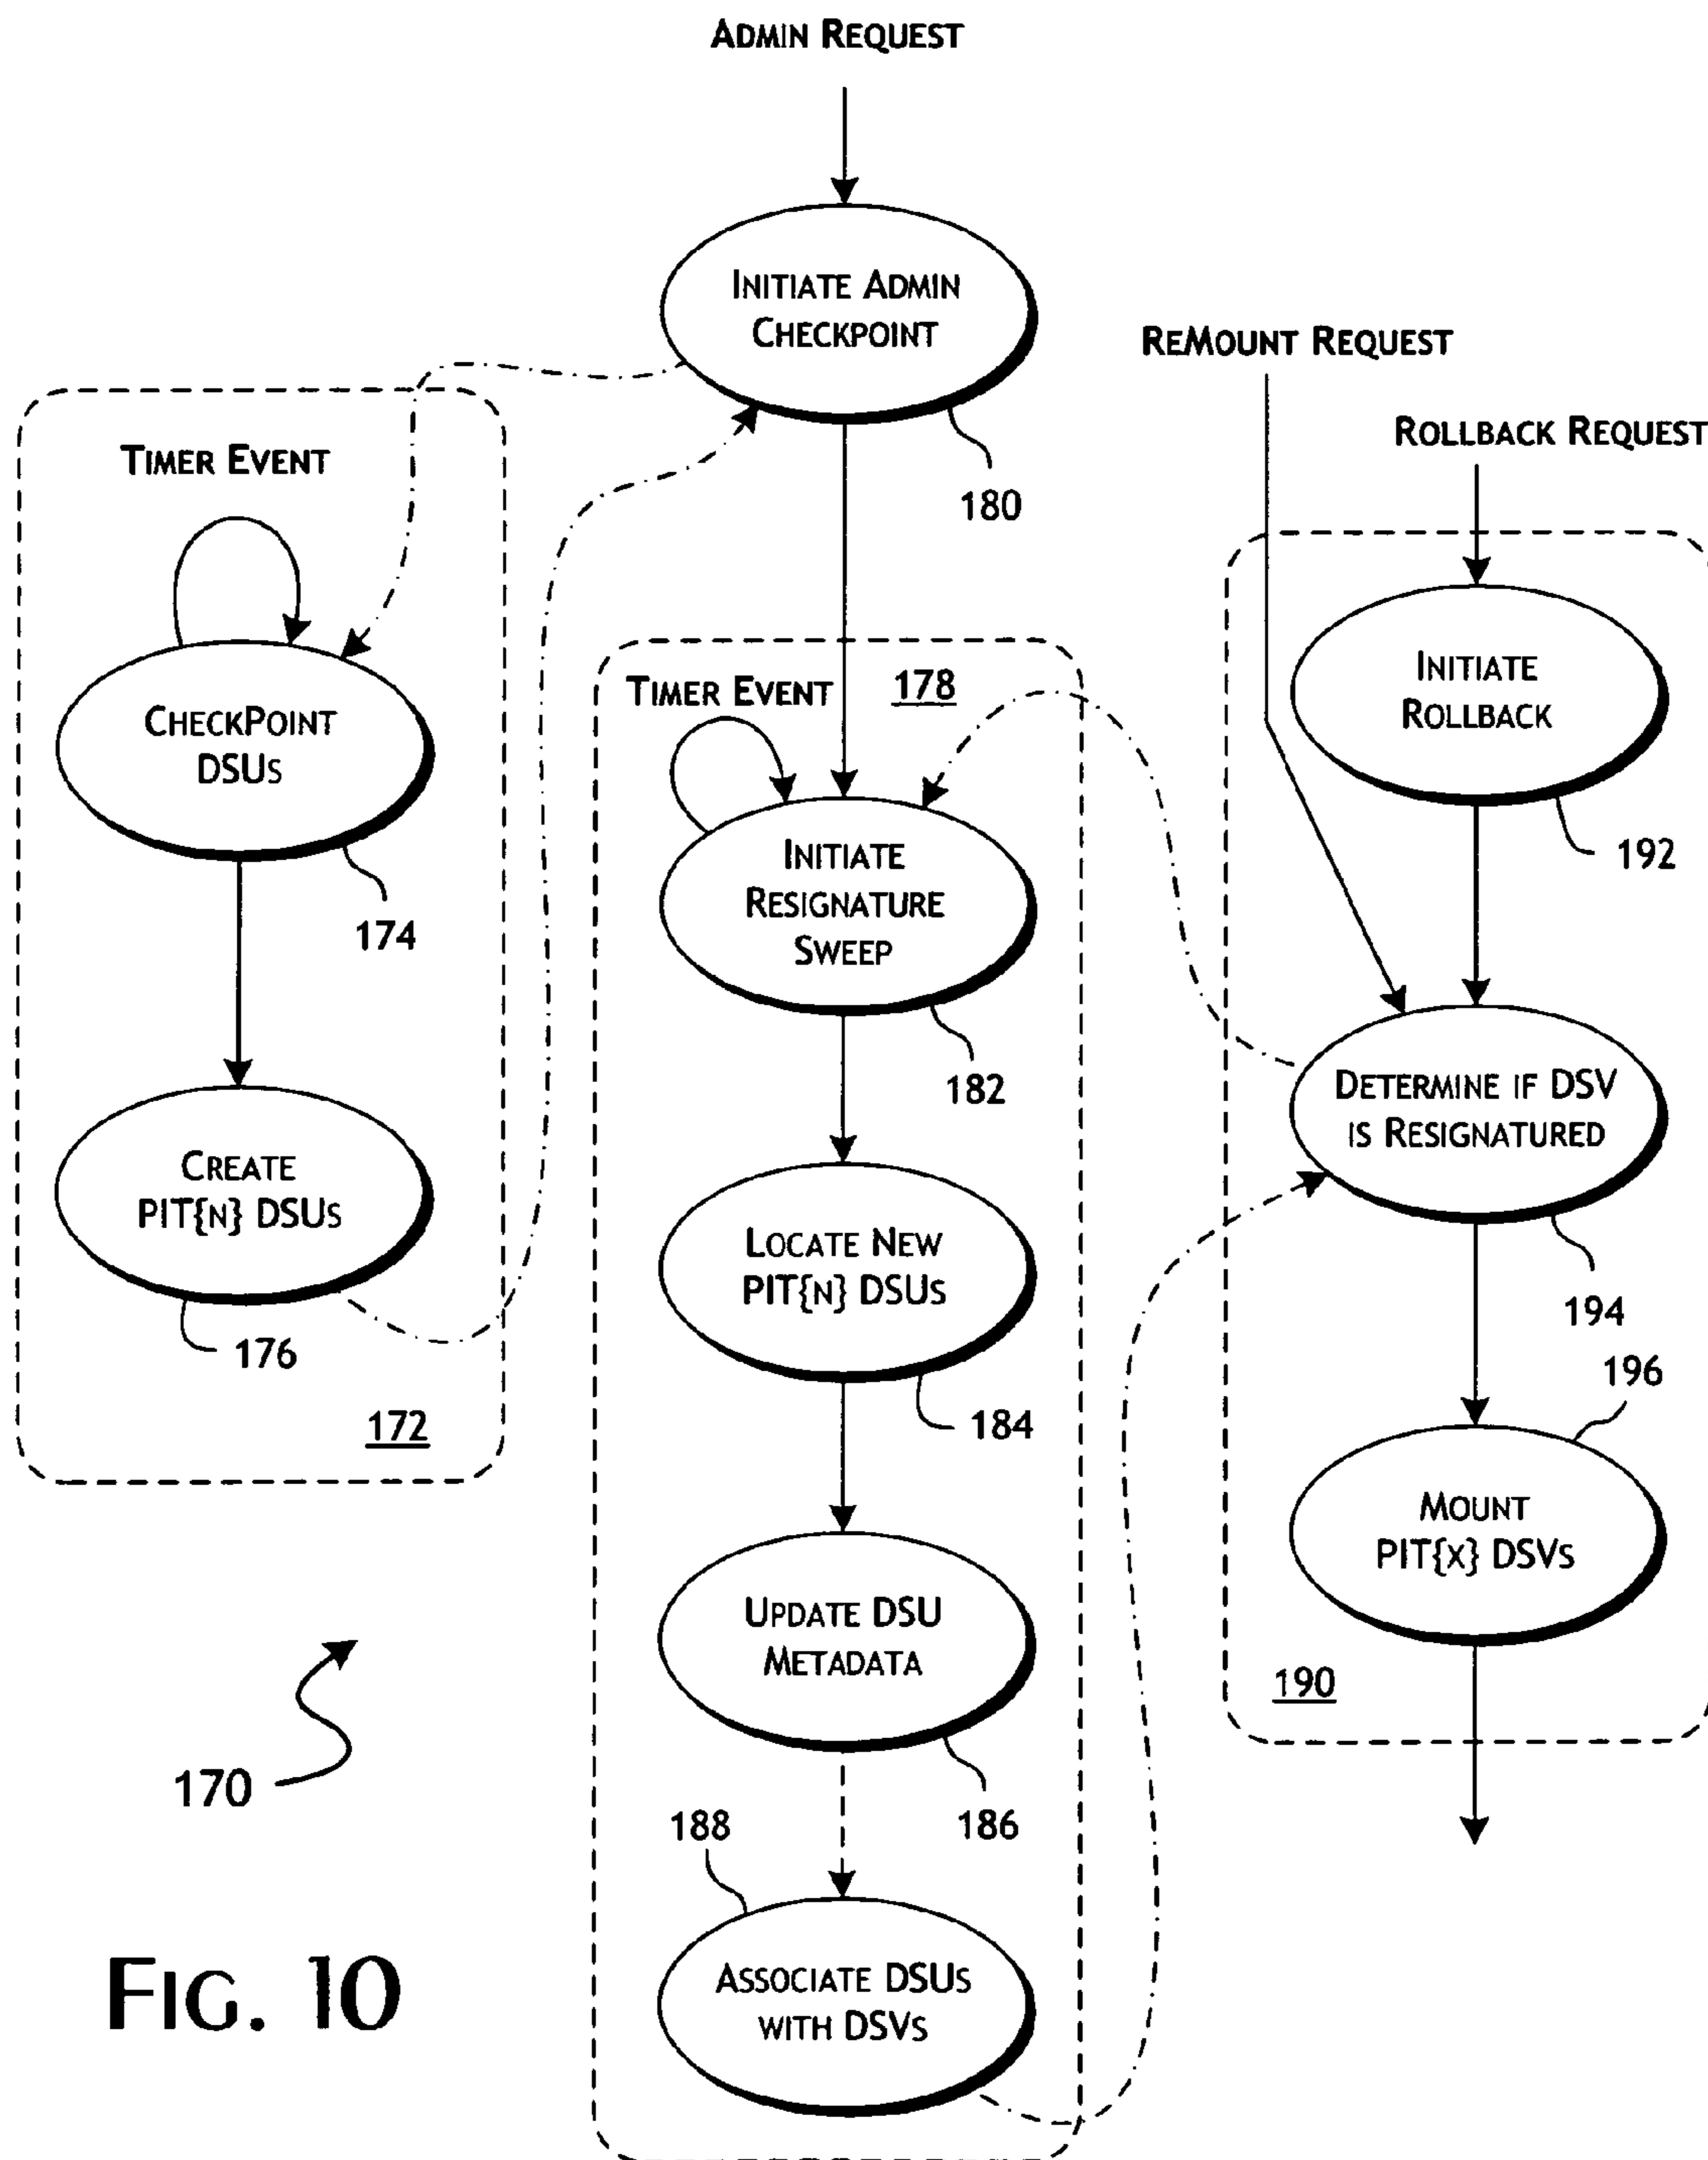 Admin Request
Initiate Admin
Checkpoint
180
ReMount Request
Rollback Request
Timer Event
CheckPoint
DSUs
174
Create
PIT{n} DSUs
176
172
Timer Event
178
Initiate
Resignature
Sweep
182
Locate New
PIT{n} DSUs
184
Update DSU
Metadata
186
188
Associate DSUs
with DSVs
Initiate
Rollback
192
Determine if DSV
is Resignatured
194
196
Mount
PIT{x} DSVs
190
170
Fig. 10